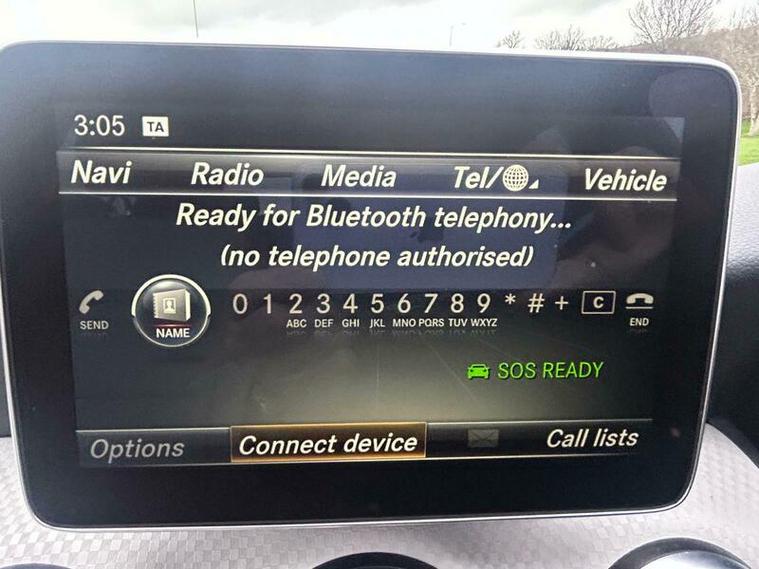 3:05 TA
Navi Radio Media Tel/ Vehicle
Ready for Bluetooth telephony...
(no telephone authorised)
0 1 2 3 4 5 6 7 8 9 * # + C
SEND NAME ABC DEF GHI JKL MNO PQRS TUV WXYZ END
SOS READY
Options Connect device Call lists